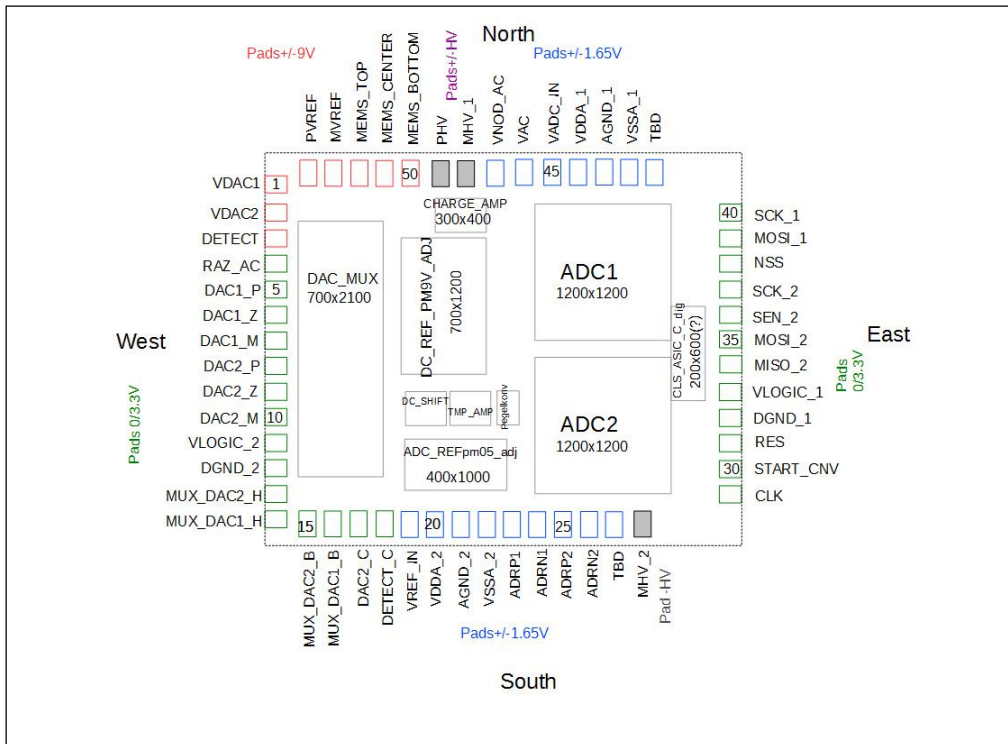 North
Pads+/-9V
Pads+/-HV
Pads+/-1.65V
PVREF
MVREF
MEMS_TOP
MEMS_CENTER
MEMS_BOTTOM
PHV
MHV_1
VNOD_AC
VAC
VADC_IN
VDDA_1
AGND_1
VSSA_1
TBD
50
45
West
Pads 0/3.3V
VDAC1
1
VDAC2
DETECT
RAZ_AC
DAC1_P
5
DAC1_Z
DAC1_M
DAC2_P
DAC2_Z
DAC2_M
10
VLOGIC_2
DGND_2
MUX_DAC2_H
MUX_DAC1_H
CHARGE_AMP
300x400
DAC_MUX
700x2100
DC_REF_PM9V_ADJ
700x1200
ADC1
1200x1200
CLS_ASIC_C_dig
200x600(?)
ADC2
1200x1200
DC_SHIFT
TMP_AMP
Pegelkonv
ADC_REFpm05_adj
400x1000
40
SCK_1
MOSI_1
NSS
SCK_2
SEN_2
35
MOSI_2
MISO_2
VLOGIC_1
DGND_1
RES
30
START_CNV
CLK
East
Pads
0/3.3V
15
20
25
MUX_DAC2_B
MUX_DAC1_B
DAC2_C
DETECT_C
VREF_IN
VDDA_2
AGND_2
VSSA_2
ADRP1
ADRN1
ADRP2
ADRN2
TBD
MHV_2
Pad -HV
Pads+/-1.65V
South